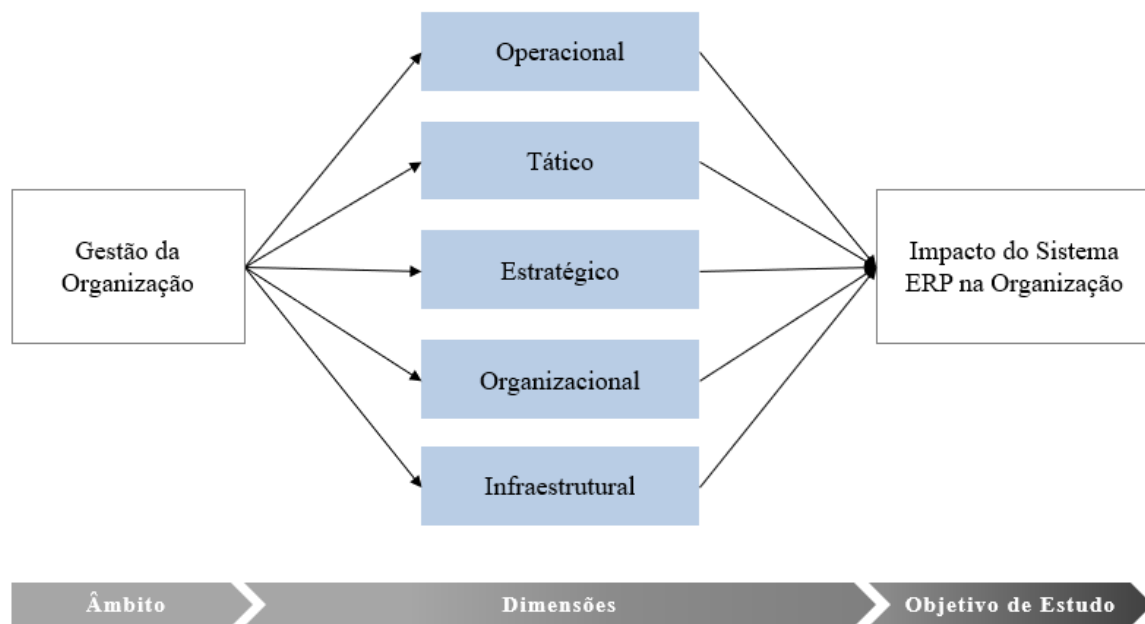 Operacional
Tático
Gestão da
Organização
Estratégico
Impacto do Sistema
ERP na Organização
Organizacional
Infraestrutural
Âmbito
Dimensões
Objetivo de Estudo